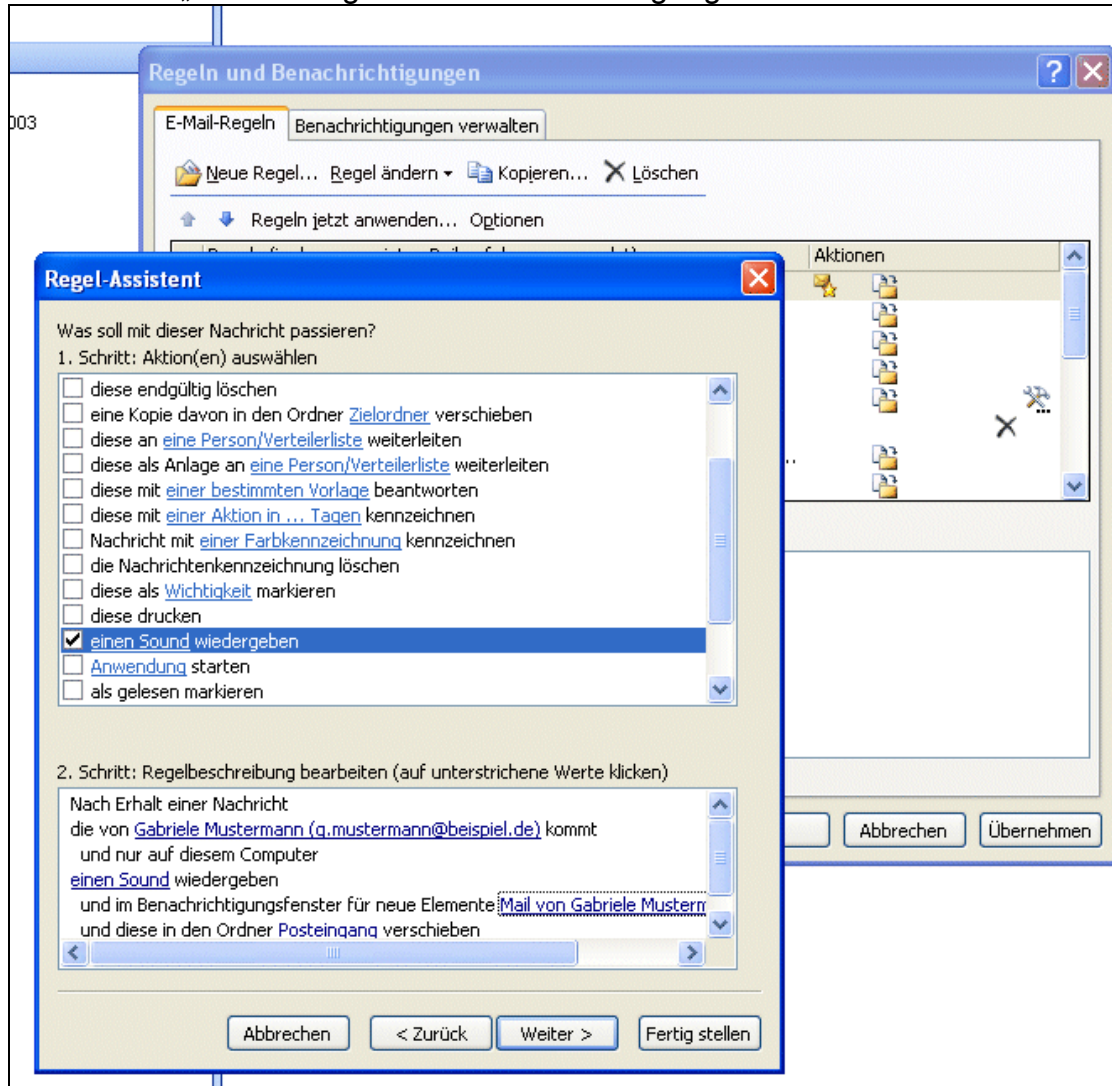 Regeln und Benachrichtigungen
003
E-Mail-Regeln Benachrichtigungen verwalten
Neue Regel... Regel ändern Kopieren... Löschen
Regeln jetzt anwenden... Optionen
Aktionen
Regel-Assistent
Was soll mit dieser Nachricht passieren?
1. Schritt: Aktion(en) auswählen
diese endgültig löschen
eine Kopie davon in den Ordner Zielordner verschieben
diese an eine Person/Verteilerliste weiterleiten
diese als Anlage an eine Person/Verteilerliste weiterleiten
diese mit einer bestimmten Vorlage beantworten
diese mit einer Aktion in ... Tagen kennzeichnen
Nachricht mit einer Farbkennzeichnung kennzeichnen
die Nachrichtenkennzeichnung löschen
diese als Wichtigkeit markieren
diese drucken
einen Sound wiedergeben
Anwendung starten
als gelesen markieren
2. Schritt: Regelbeschreibung bearbeiten (auf unterstrichene Werte klicken)
Nach Erhalt einer Nachricht
die von Gabriele Mustermann (g.mustermann@beispiel.de) kommt
und nur auf diesem Computer
einen Sound wiedergeben
und im Benachrichtigungsfenster für neue Elemente Mail von Gabriele Musterm
und diese in den Ordner Posteingang verschieben
Abbrechen Übernehmen
Abbrechen < Zurück Weiter > Fertig stellen